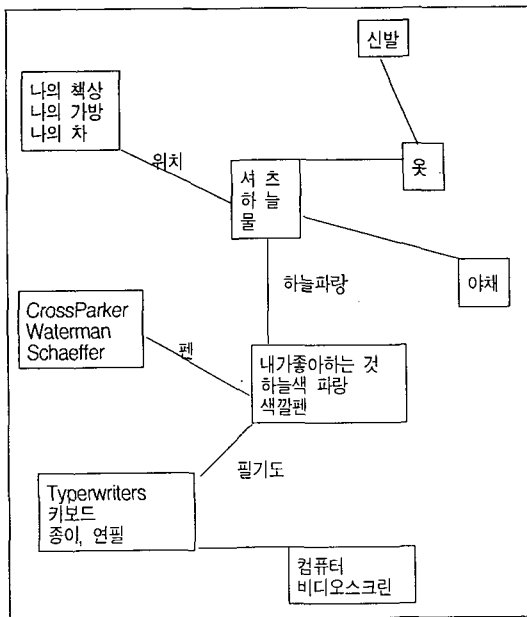 신발
나의 책상
나의 가방
나의 차
위치
셔 츠
하 늘
물
옷
야채
하늘파랑
CrossParker
Waterman
Schaeffer
펜
내가좋아하는 것
하늘색 파랑
색깔펜
필기도
Typerwriters
키보드
종이, 연필
컴퓨터
비디오스크린